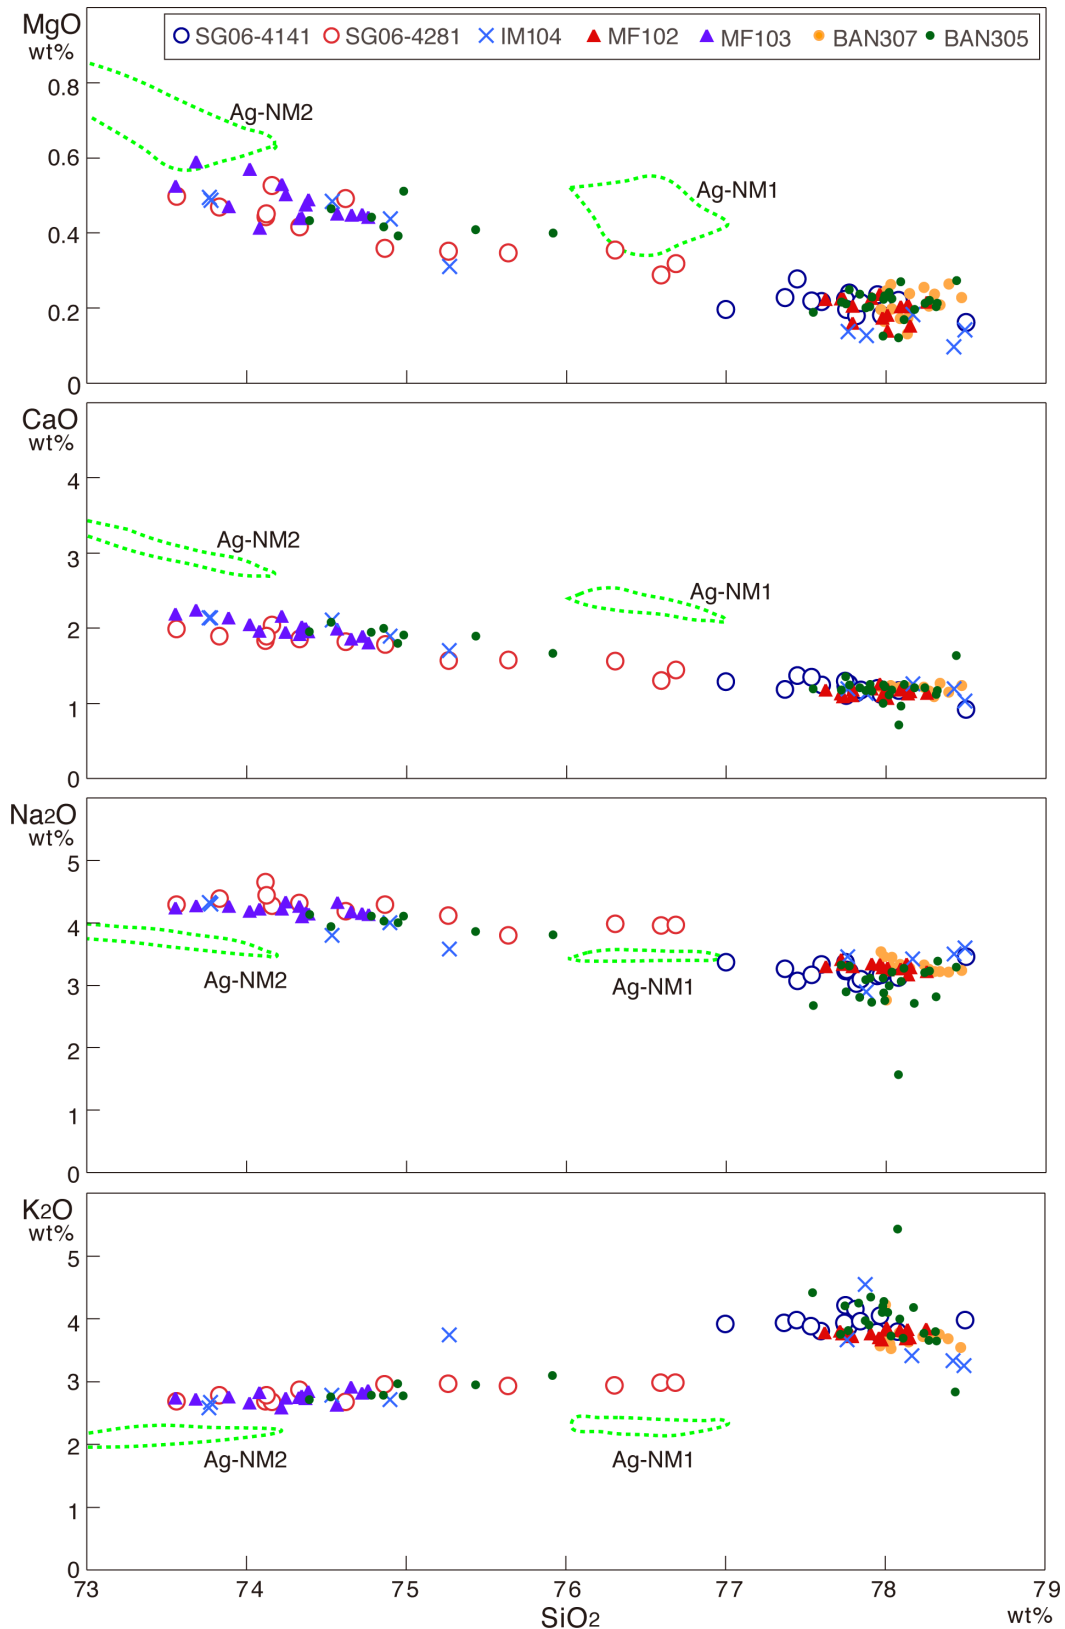 MgO
wt%
SG06-4141 SG06-4281 IM104 MF102 MF103 BAN307 BAN305
0.8
Ag-NM2
0.6
Ag-NM1
0.4
0.2
0
CaO
wt%
4
Ag-NM2
3
Ag-NM1
2
1
0
Na2O
wt%
5
4
Ag-NM2
Ag-NM1
3
2
1
0
K2O
wt%
5
4
3
2
Ag-NM2
Ag-NM1
1
0
73 74 75 76 77 78 79
SiO2
wt%